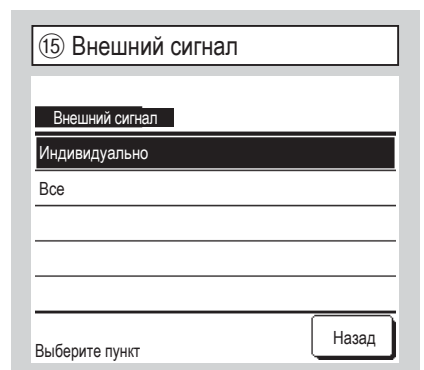 ⑮ Внешний сигнал
Внешний сигнал
Индивидуально
Все
Назад
Выберите пункт